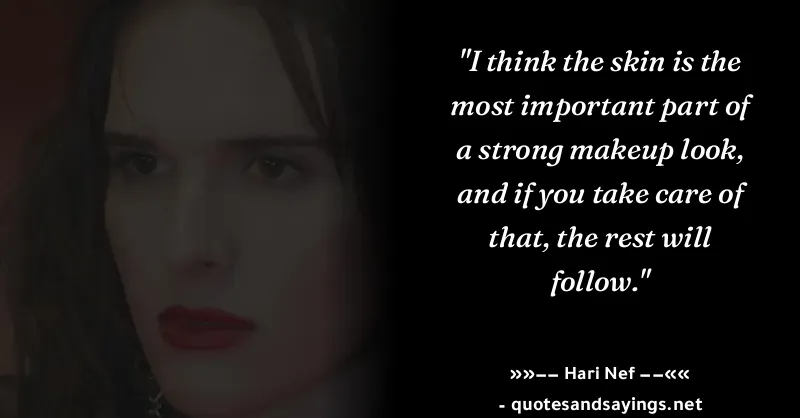 "I think the skin is the
most important part of
a strong makeup look,
and if you take care of
that, the rest will
follow."
»»−− Hari Nef −−««
- quotesandsayings.net